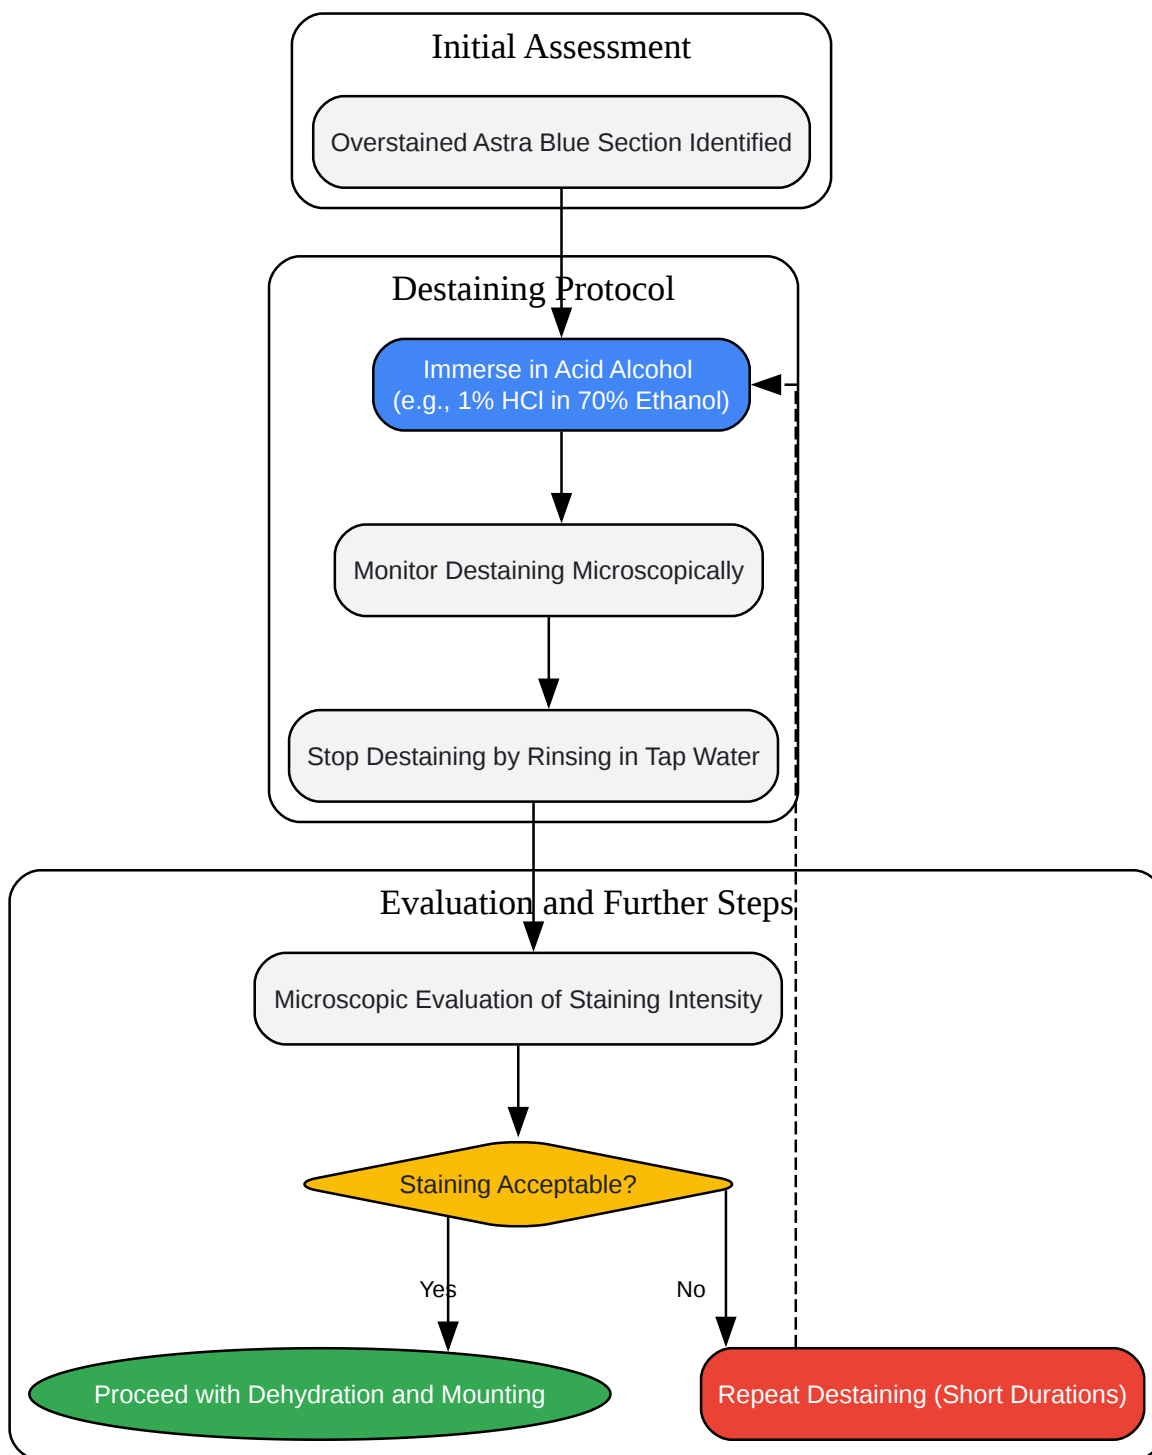 Initial Assessment
Overstained Astra Blue Section Identified
Destaining Protocol
Immerse in Acid Alcohol
(e.g., 1% HCl in 70% Ethanol)
Monitor Destaining Microscopically
Stop Destaining by Rinsing in Tap Water
Evaluation and Further Steps
Microscopic Evaluation of Staining Intensity
Staining Acceptable?
Yes
No
Proceed with Dehydration and Mounting
Repeat Destaining (Short Durations)